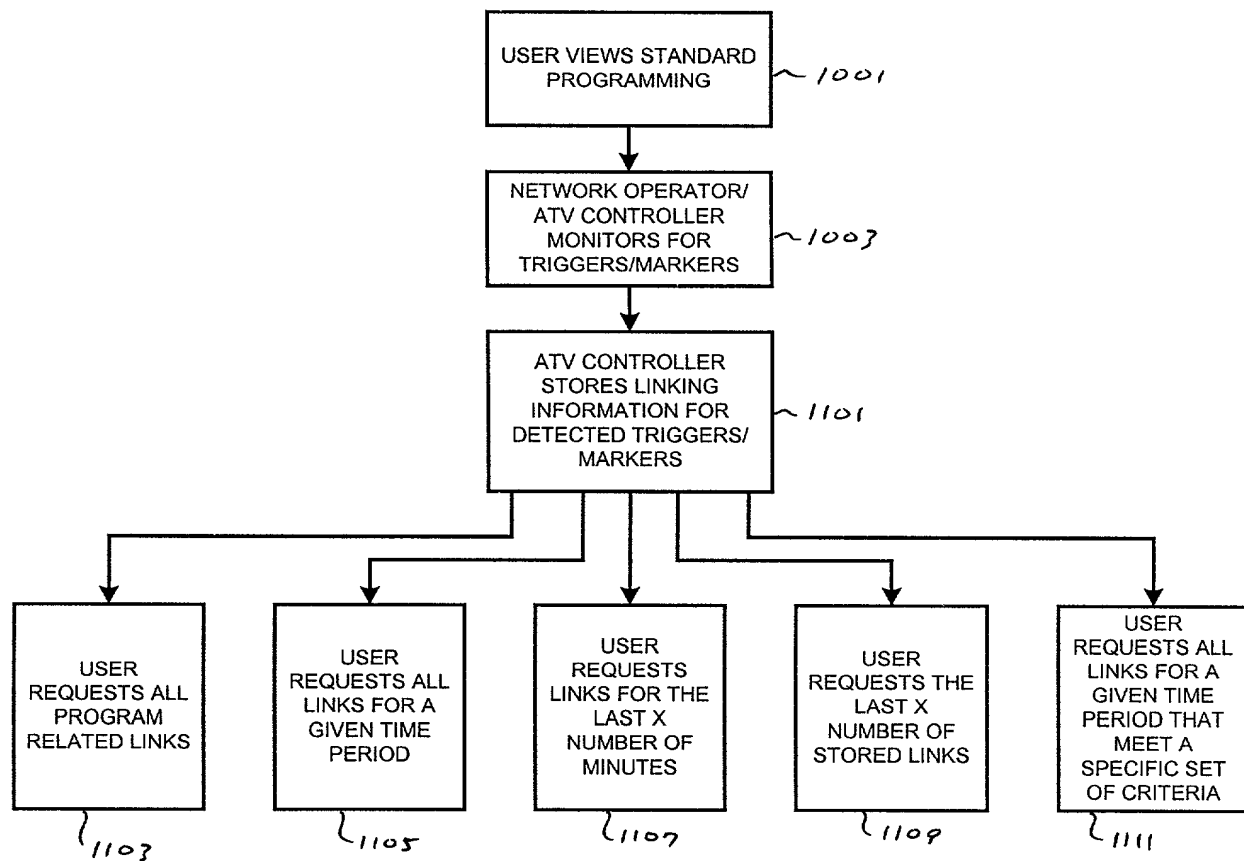 USER VIEWS STANDARD
PROGRAMMING
1001
NETWORK OPERATOR/
ATV CONTROLLER
MONITORS FOR
TRIGGERS/MARKERS
1003
ATV CONTROLLER
STORES LINKING
INFORMATION FOR
DETECTED TRIGGERS/
MARKERS
1101
USER
REQUESTS ALL
PROGRAM
RELATED LINKS
1103
USER
REQUESTS ALL
LINKS FOR A
GIVEN TIME
PERIOD
1105
USER
REQUESTS
LINKS FOR THE
LAST X
NUMBER OF
MINUTES
1107
USER
REQUESTS THE
LAST X
NUMBER OF
STORED LINKS
1109
USER
REQUESTS ALL
LINKS FOR A
GIVEN TIME
PERIOD THAT
MEET A
SPECIFIC SET
OF CRITERIA
1111